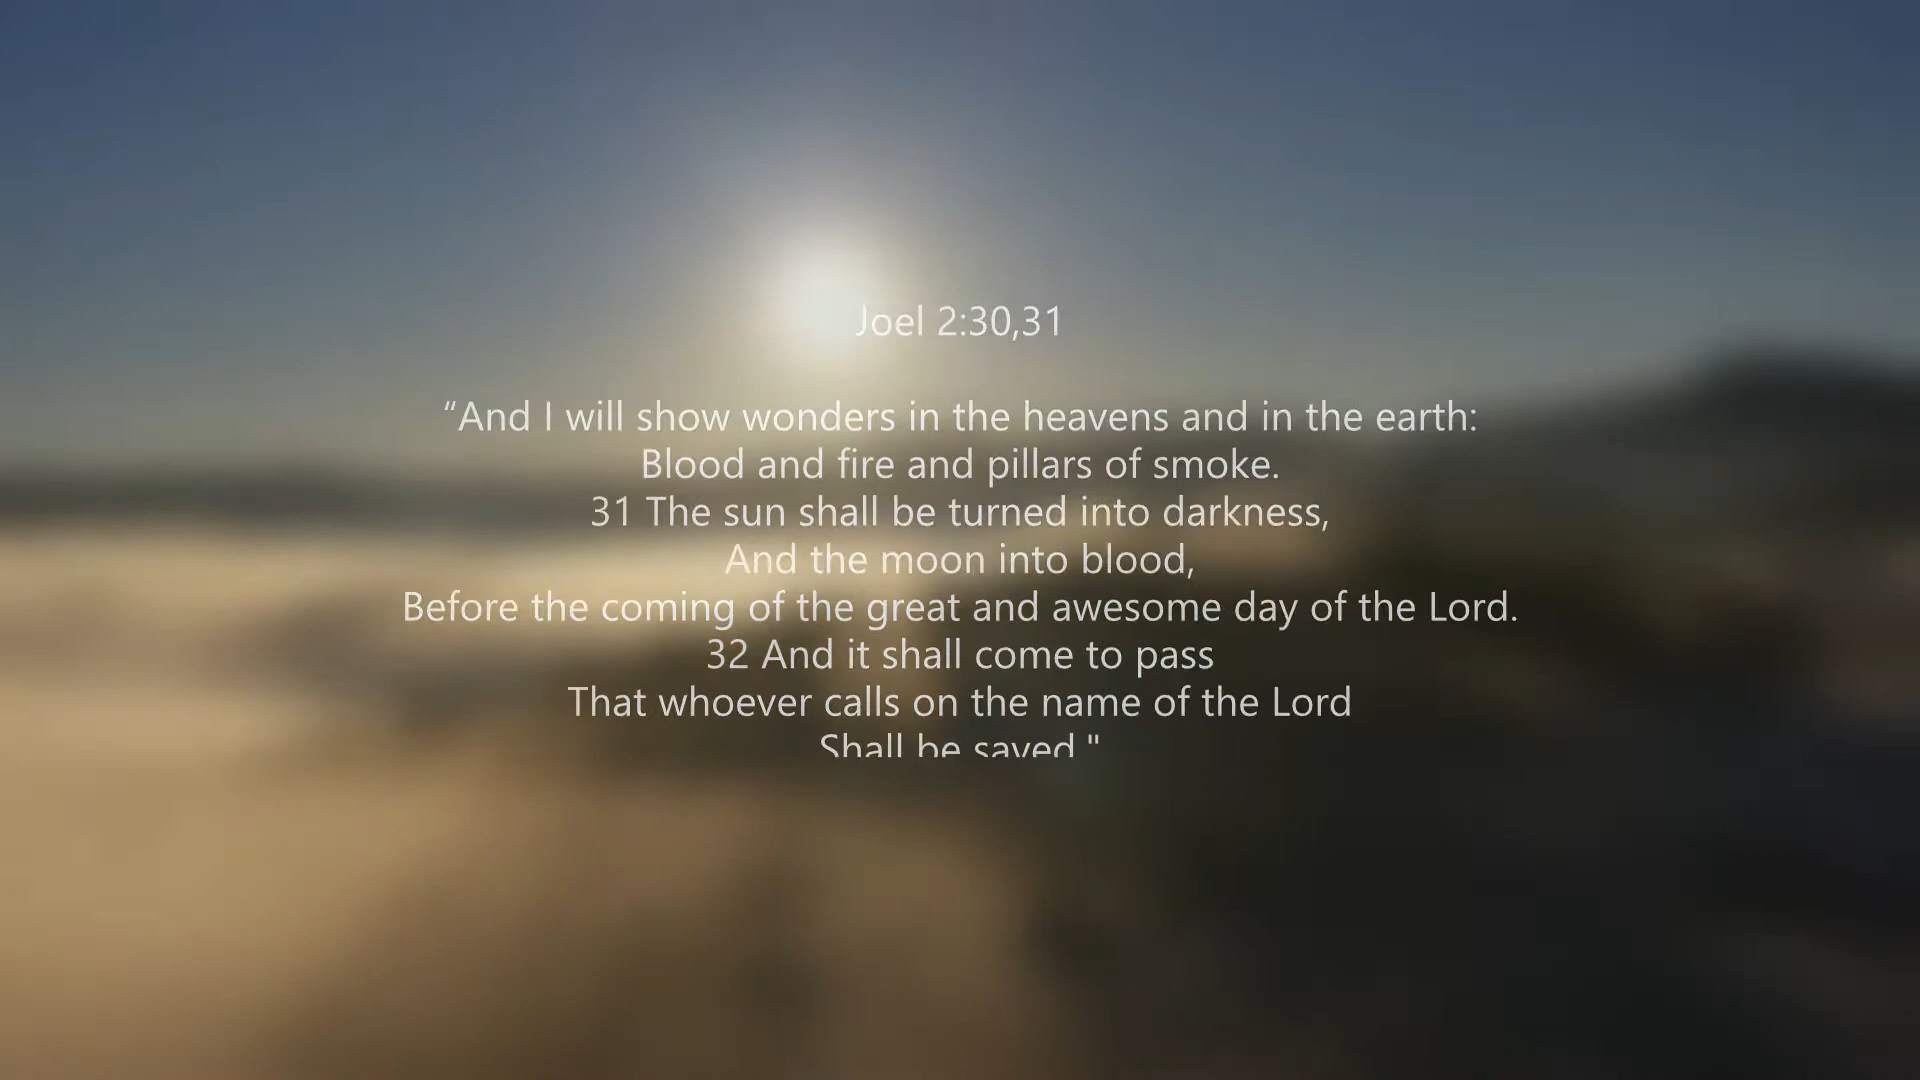 Joel 2:30,31
“And I will show wonders in the heavens and in the earth:
Blood and fire and pillars of smoke.
31 The sun shall be turned into darkness,
And the moon into blood,
Before the coming of the great and awesome day of the Lord.
32 And it shall come to pass
That whoever calls on the name of the Lord
Shall be saved."